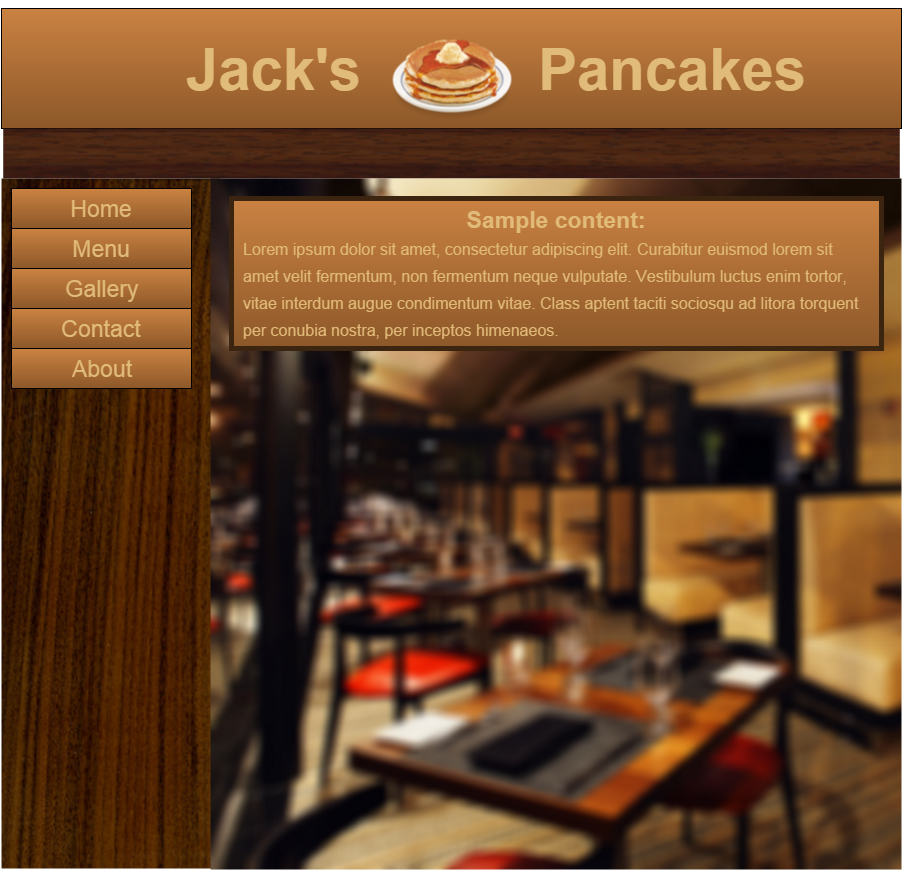 Jack's Pancakes
Home
Menu
Gallery
Contact
About
Sample content:
Lorem ipsum dolor sit amet, consectetur adipiscing elit. Curabitur euismod lorem sit
amet velit fermentum, non fermentum neque vulputate. Vestibulum luctus enim tortor,
vitae interdum augue condimentum vitae. Class aptent taciti sociosqu ad litora torquent
per conubia nostra, per inceptos himenaeos.